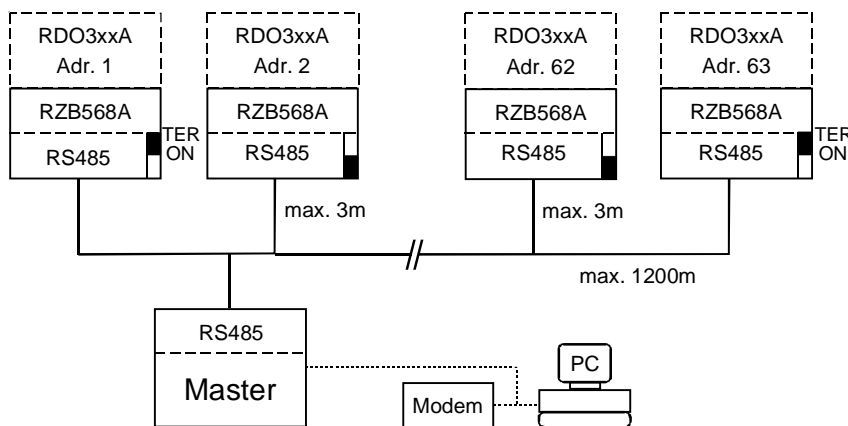 RDO3xxA
Adr. 1
RDO3xxA
Adr. 2
RDO3xxA
Adr. 62
RDO3xxA
Adr. 63
RZB568A
RS485
TER
ON
RZB568A
RS485
RZB568A
RS485
RZB568A
RS485
TER
ON
max. 3m
max. 3m
max. 1200m
RS485
Master
Modem
PC